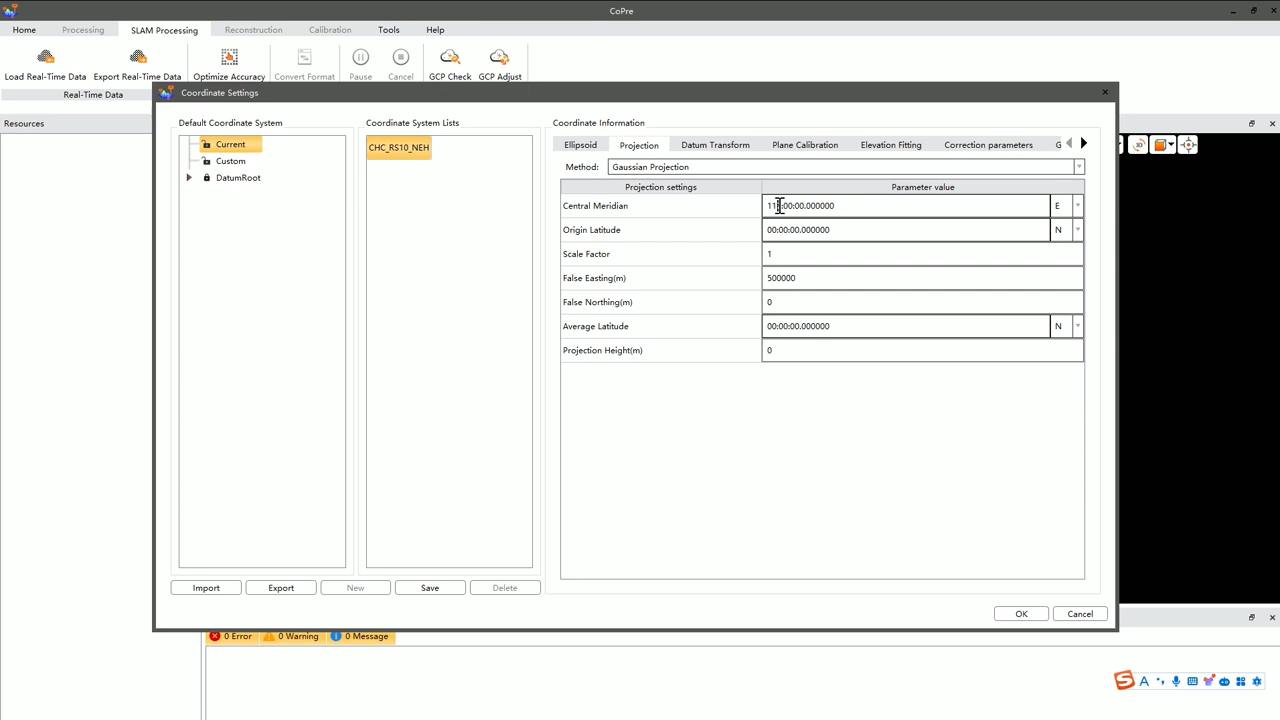 CoPre
Home Processing SLAM Processing Reconstruction Calibration Tools Help
Load Real-Time Data Export Real-Time Data Optimize Accuracy Convert Format Pause Cancel GCP Check GCP Adjust
Real-Time Data
Coordinate Settings
Resources
Default Coordinate System Coordinate System Lists Coordinate Information
Current
Custom
DatumRoot
CHC_RS10_NEH
Ellipsoid Projection Datum Transform Plane Calibration Elevation Fitting Correction parameters G
Method: Gaussian Projection
Projection settings Parameter value
Central Meridian :00:00.000000 E
Origin Latitude 00:00:00.000000 N
Scale Factor 1
False Easting(m) 500000
False Northing(m) 0
Average Latitude 00:00:00.000000 N
Projection Height(m) 0
Import Export New Save Delete
OK Cancel
0 Error 0 Warning 0 Message